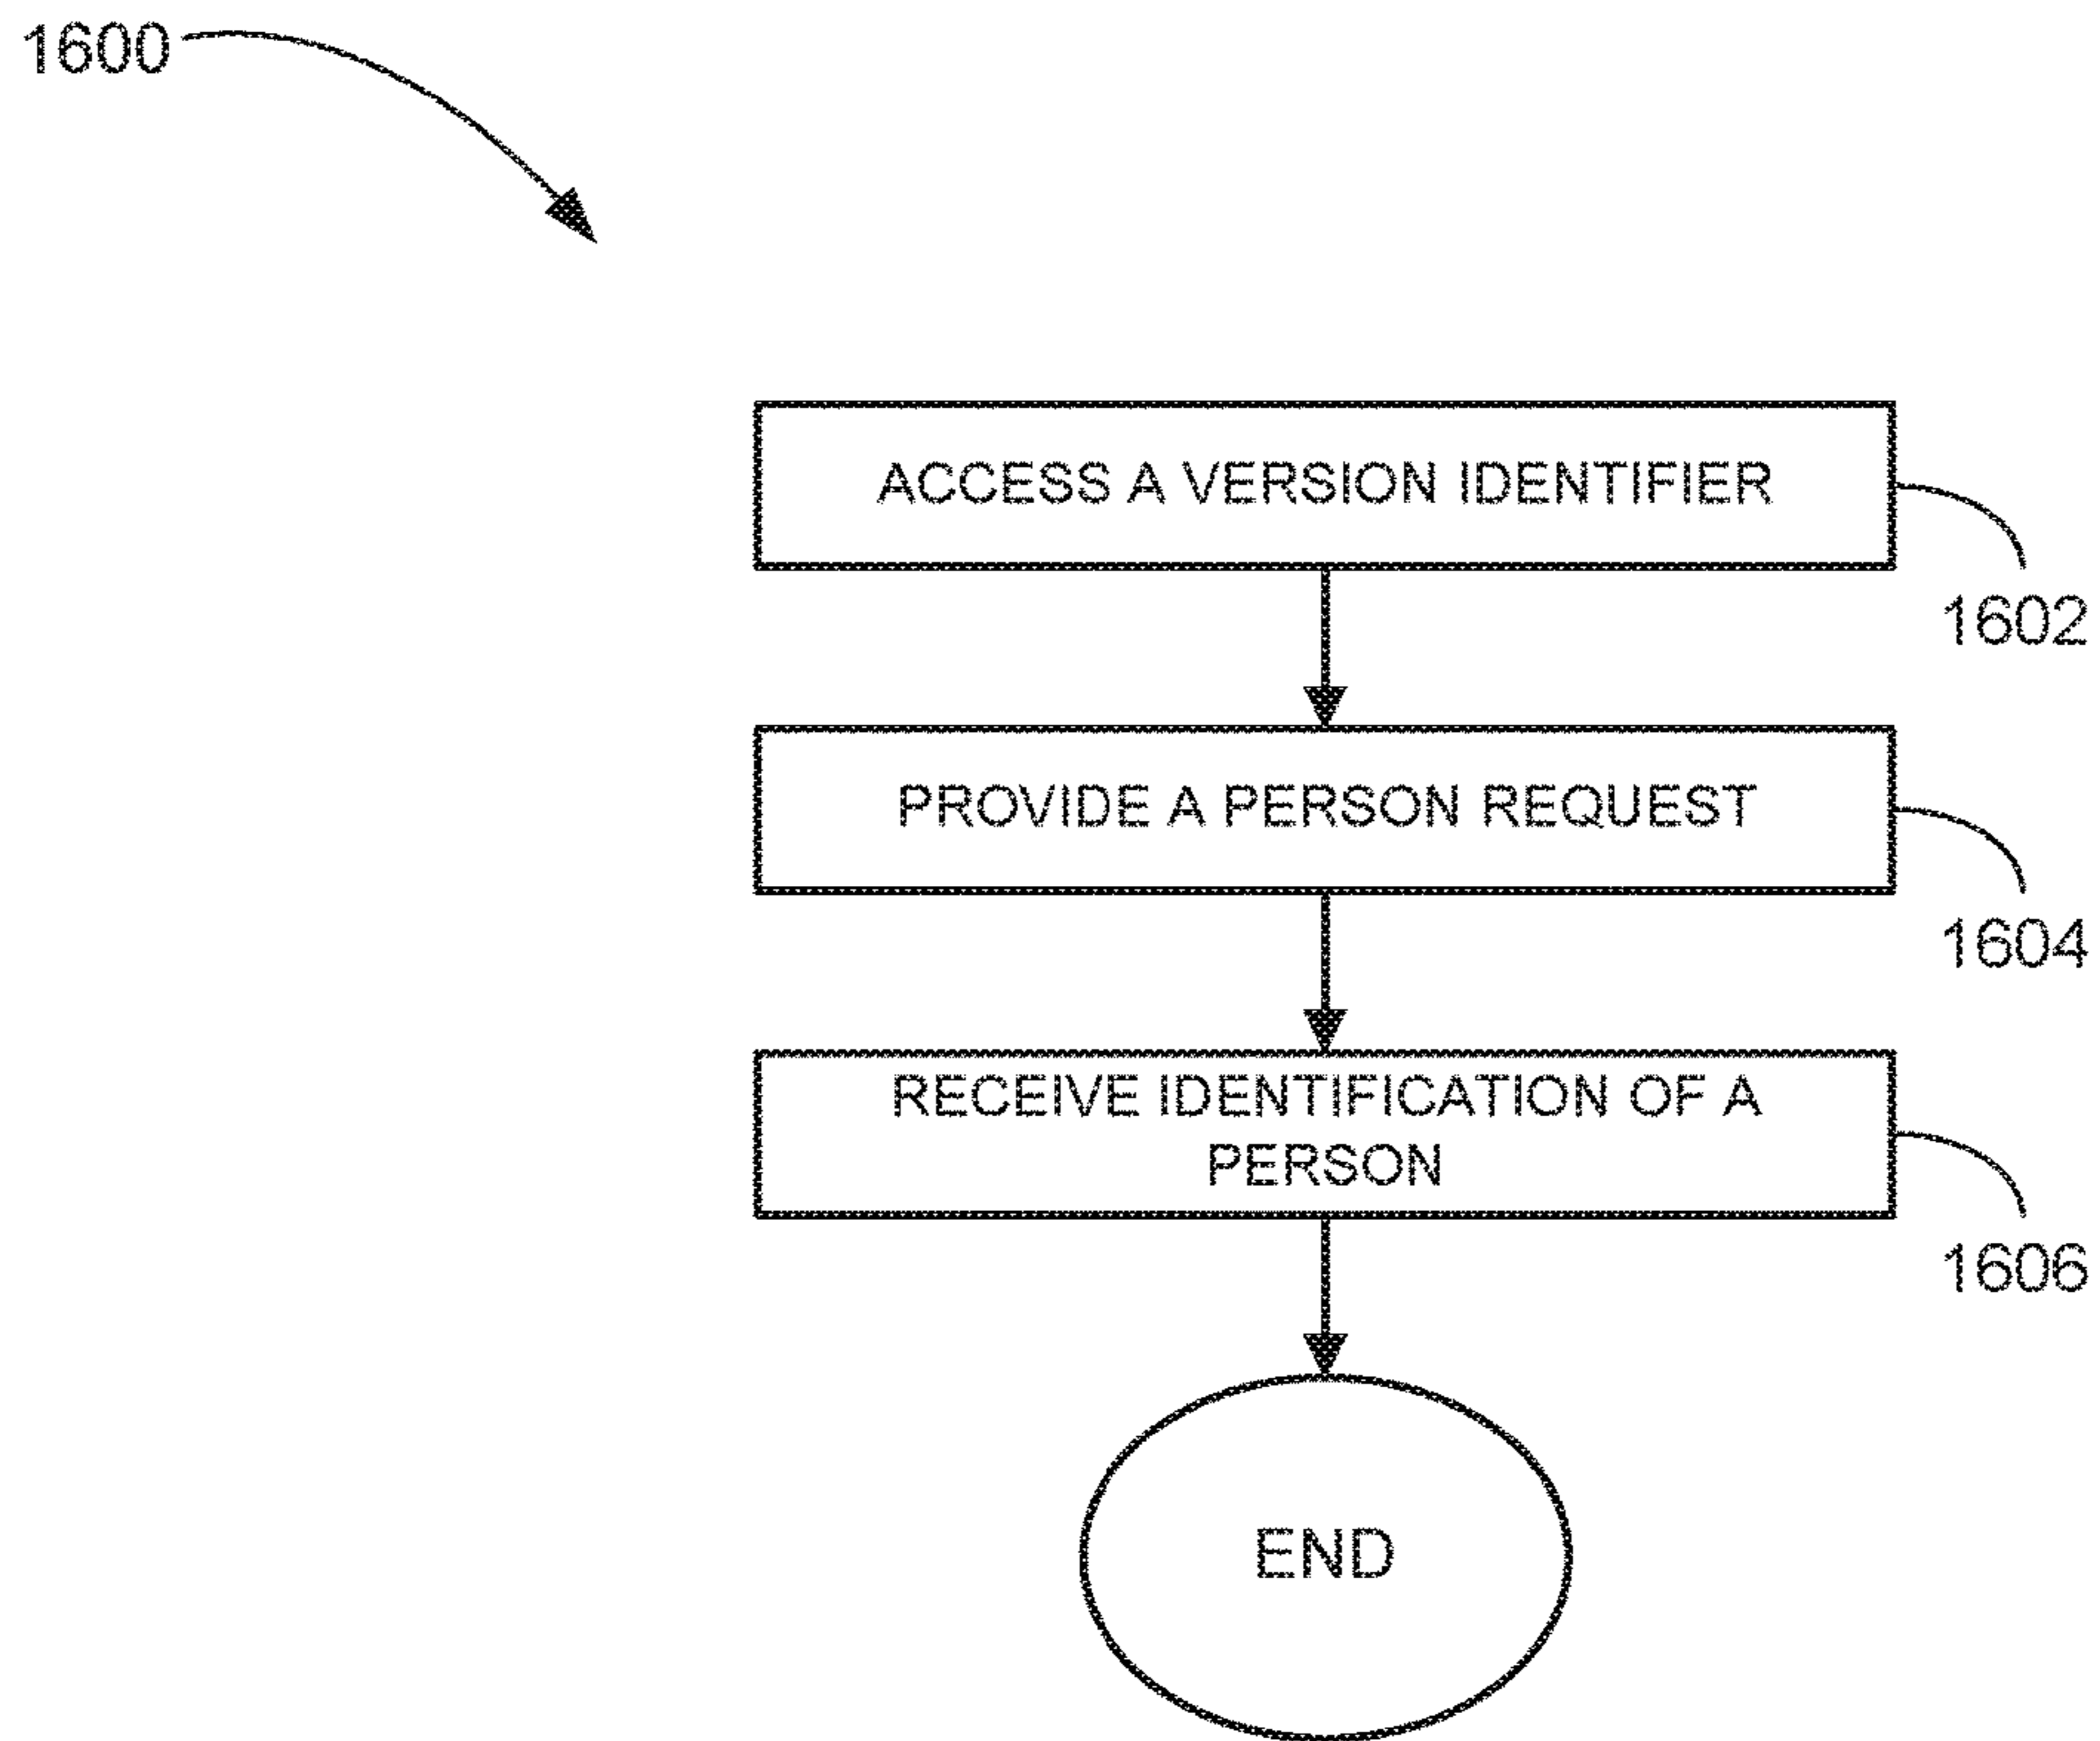 1600
ACCESS A VERSION IDENTIFIER
1602
PROVIDE A PERSON REQUEST
1604
RECEIVE IDENTIFICATION OF A
PERSON
1606
END